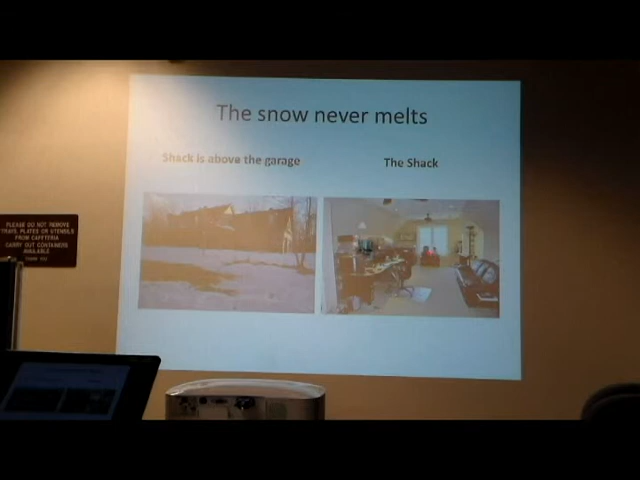 The snow never melts
Shack is above the garage
The Shack
PLEASE DO NOT REMOVE
TRAYS, PLATES OR UTENSILS
FROM CAFETERIA
CARRY OUT CONTAINERS
AVAILABLE